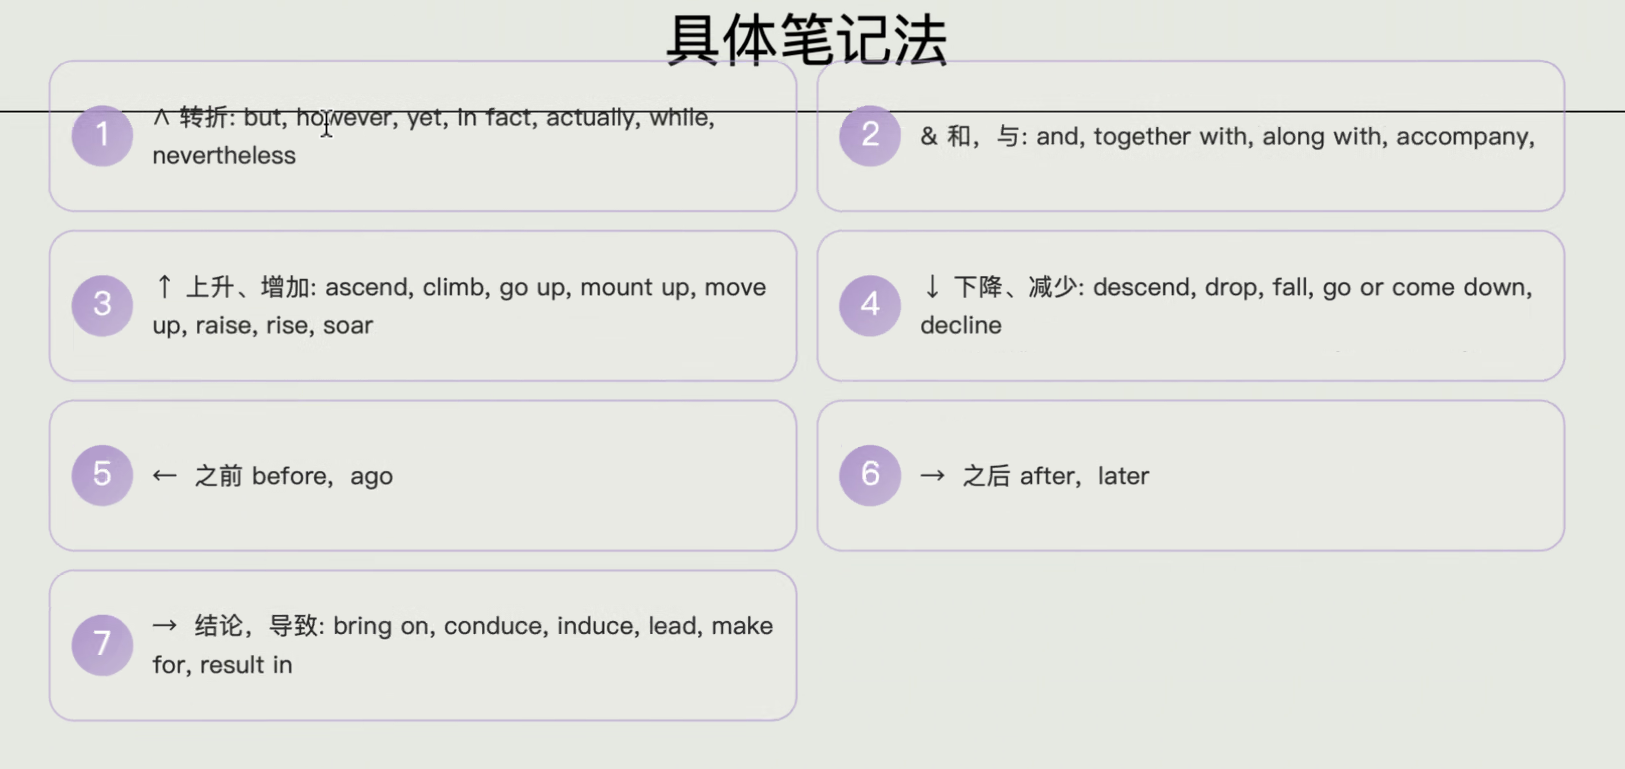 具体笔记法
1
∧ 转折: but, however, yet, in fact, actually, while,
nevertheless
2
& 和，与: and, together with, along with, accompany,
3
↑ 上升、增加: ascend, climb, go up, mount up, move
up, raise, rise, soar
4
↓ 下降、减少: descend, drop, fall, go or come down,
decline
5
← 之前 before，ago
6
→ 之后 after，later
7
→ 结论，导致: bring on, conduce, induce, lead, make
for, result in